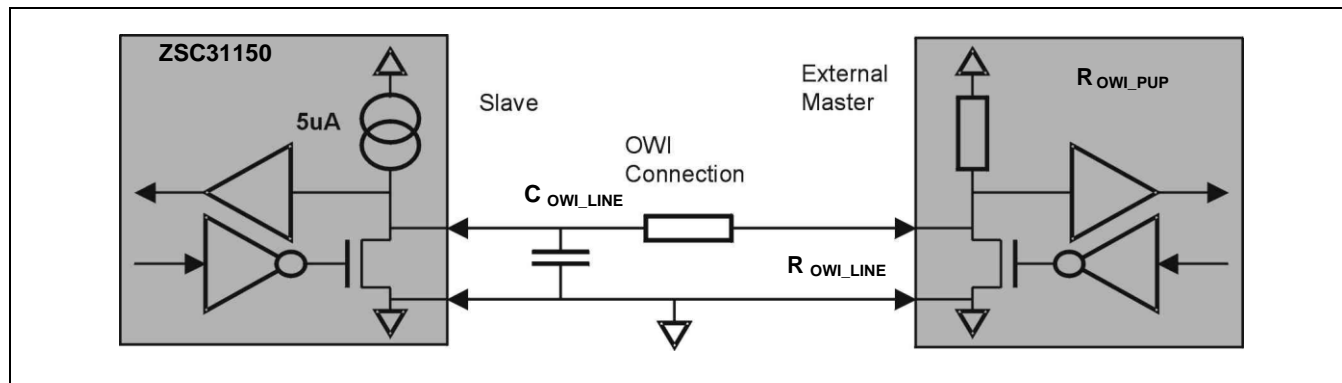 ZSC31150
5uA
Slave
C OWI_LINE
OWI
Connection
R OWI_LINE
External
Master
R OWI_PUP